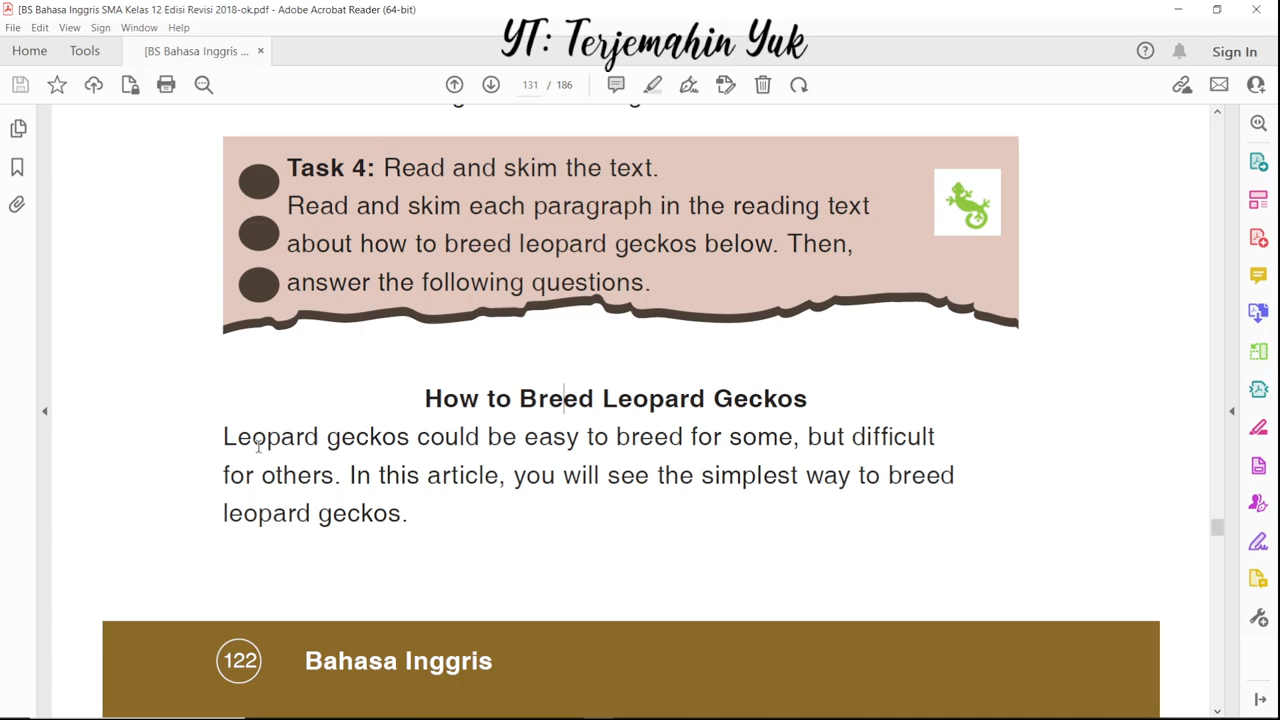 [BS Bahasa Inggris SMA Kelas 12 Edisi Revisi 2018-ok.pdf - Adobe Acrobat Reader (64-bit)
File Edit View Sign Window Help
YT: Terjemahin Yuk
Home Tools [BS Bahasa Inggris ... × Sign In
131 / 186
Task 4: Read and skim the text.
Read and skim each paragraph in the reading text
about how to breed leopard geckos below. Then,
answer the following questions.
How to Breed Leopard Geckos
Leopard geckos could be easy to breed for some, but difficult
for others. In this article, you will see the simplest way to breed
leopard geckos.
122 Bahasa Inggris